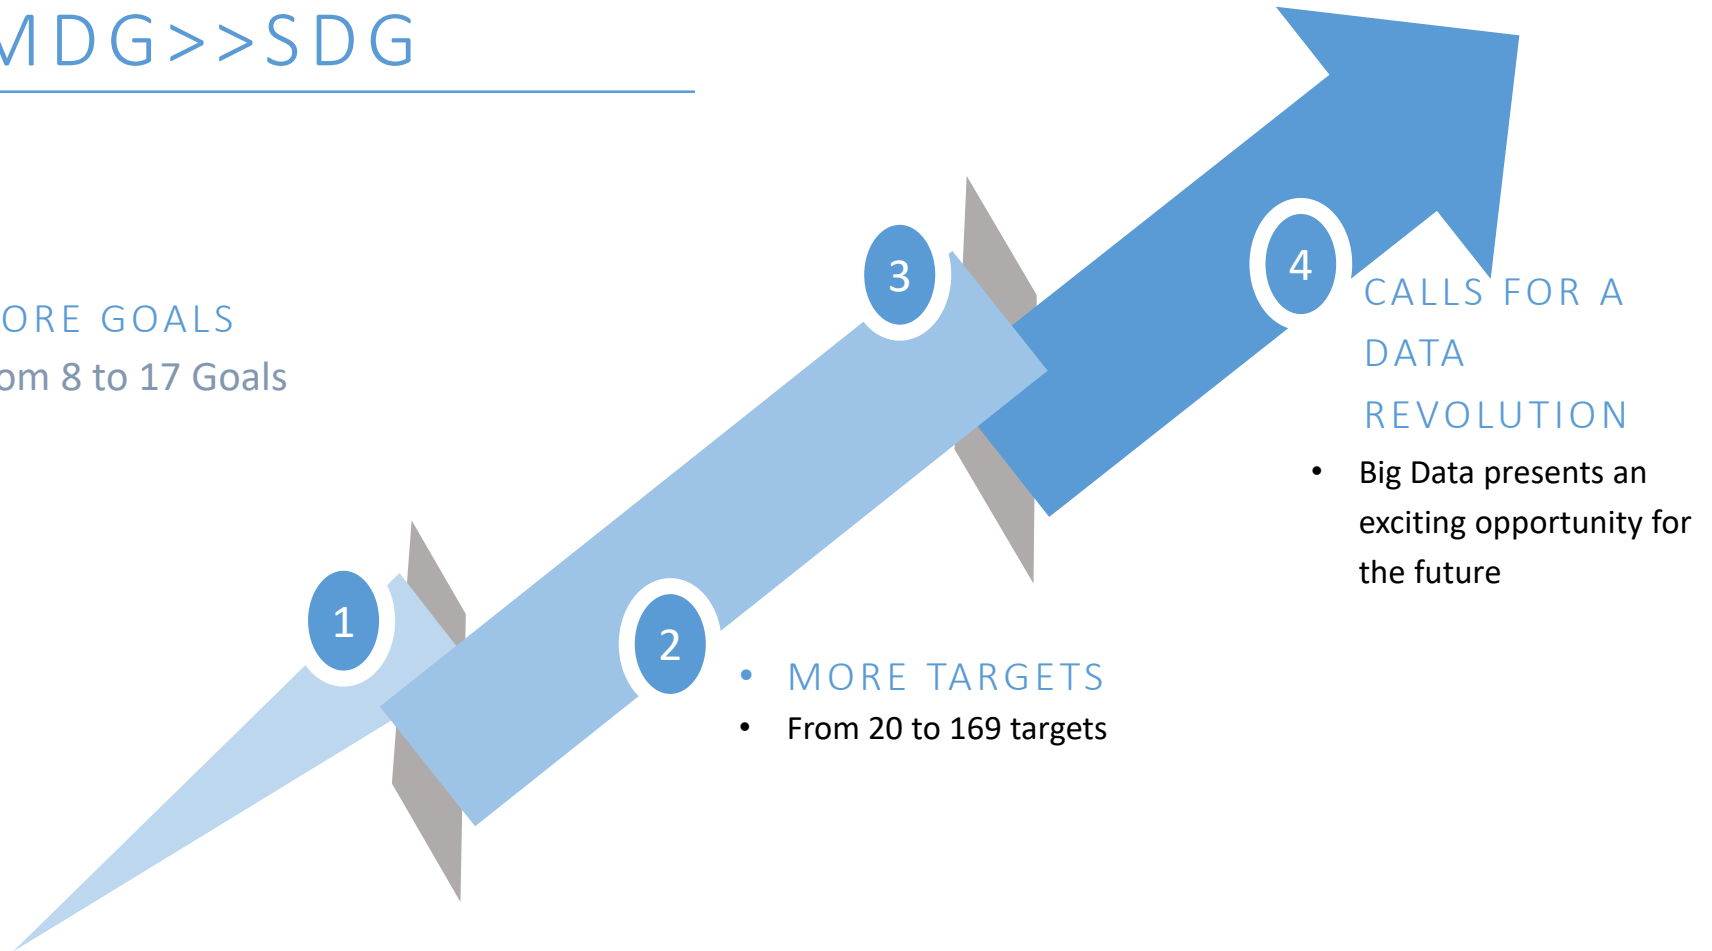 MDG>>SDG
ORE GOALS
om 8 to 17 Goals
1
2
• MORE TARGETS
• From 20 to 169 targets
3
4
CALLS FOR A
DATA
REVOLUTION
• Big Data presents an
exciting opportunity for
the future